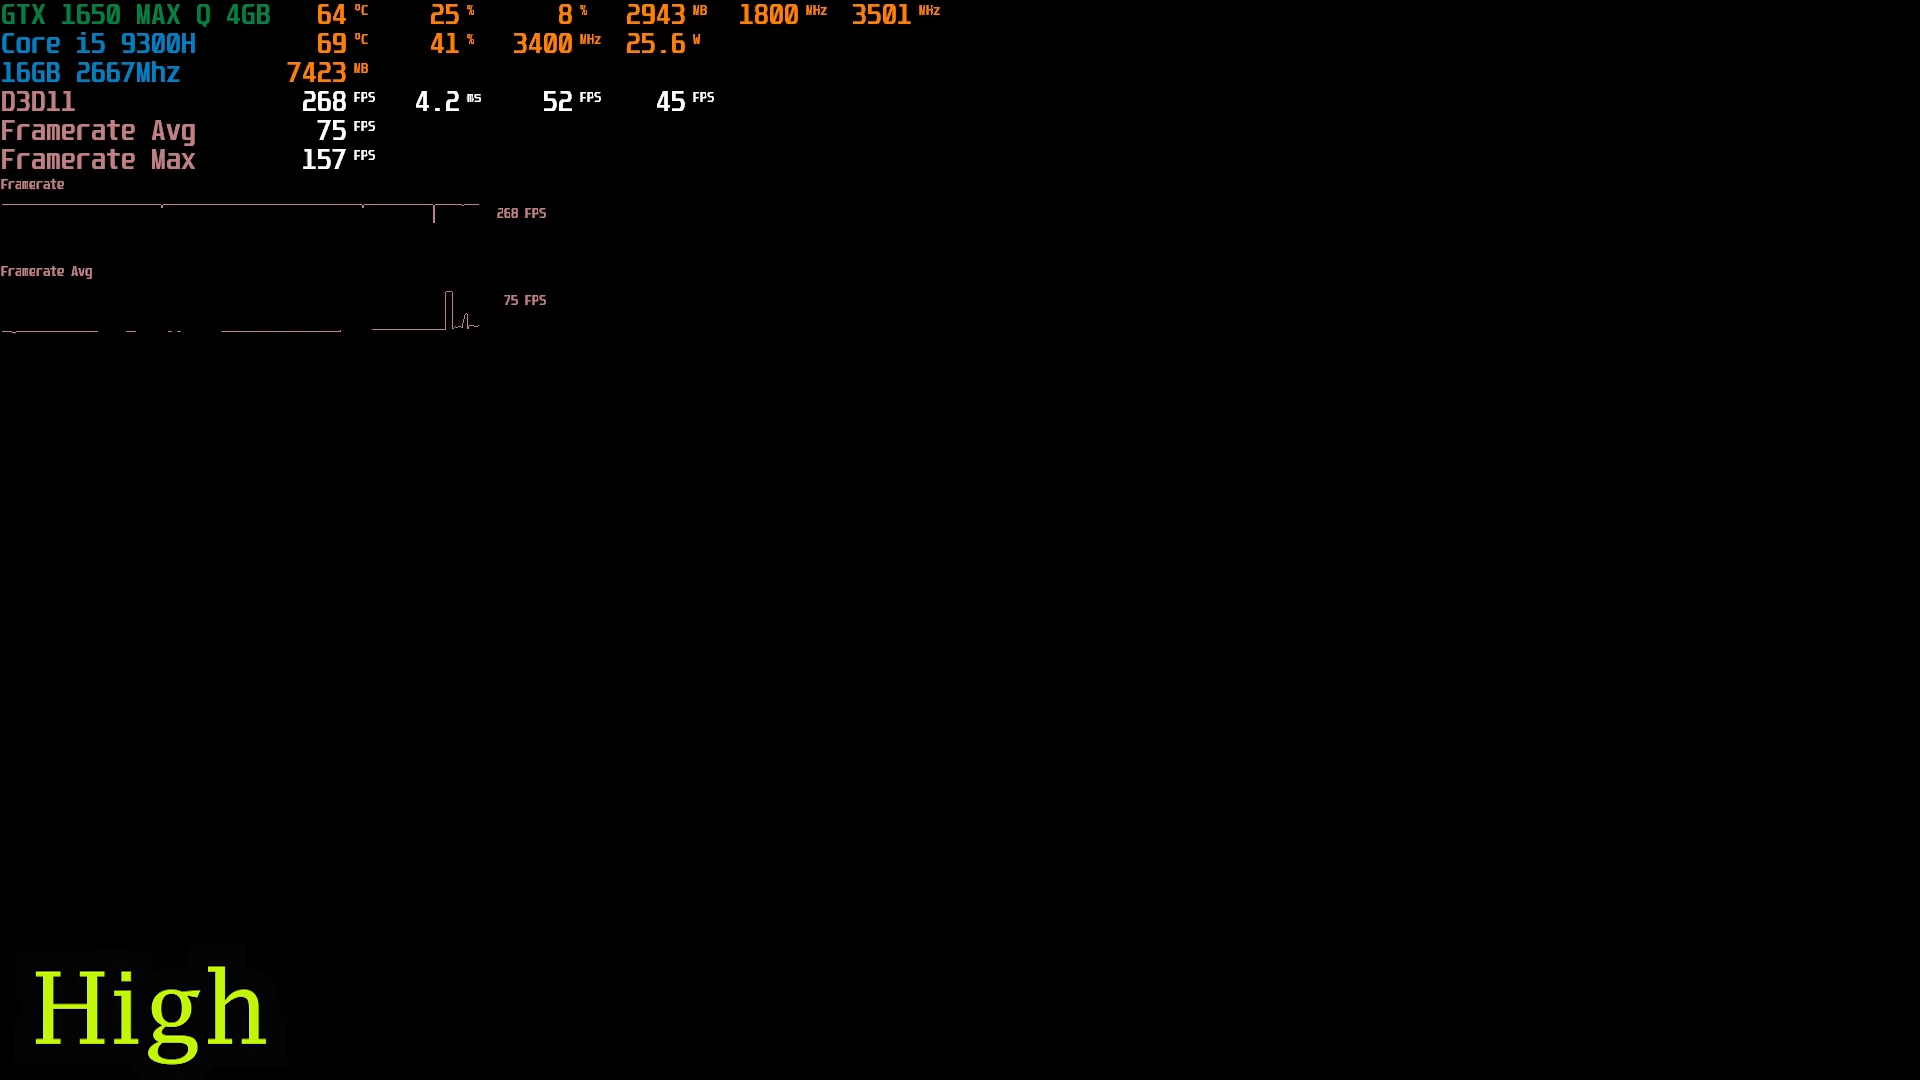 GTX 1650 MAX Q 4GB 64 °C 25 % 8 % 2943 MB 1800 MHz 3501 MHz
Core i5 9300H 69 °C 41 % 3400 MHz 25.6 W
16GB 2667Mhz 7423 MB
D3D11 268 FPS 4.2 ms 52 FPS 45 FPS
Framerate Avg 75 FPS
Framerate Max 157 FPS
Framerate
268 FPS
Framerate Avg
75 FPS
High